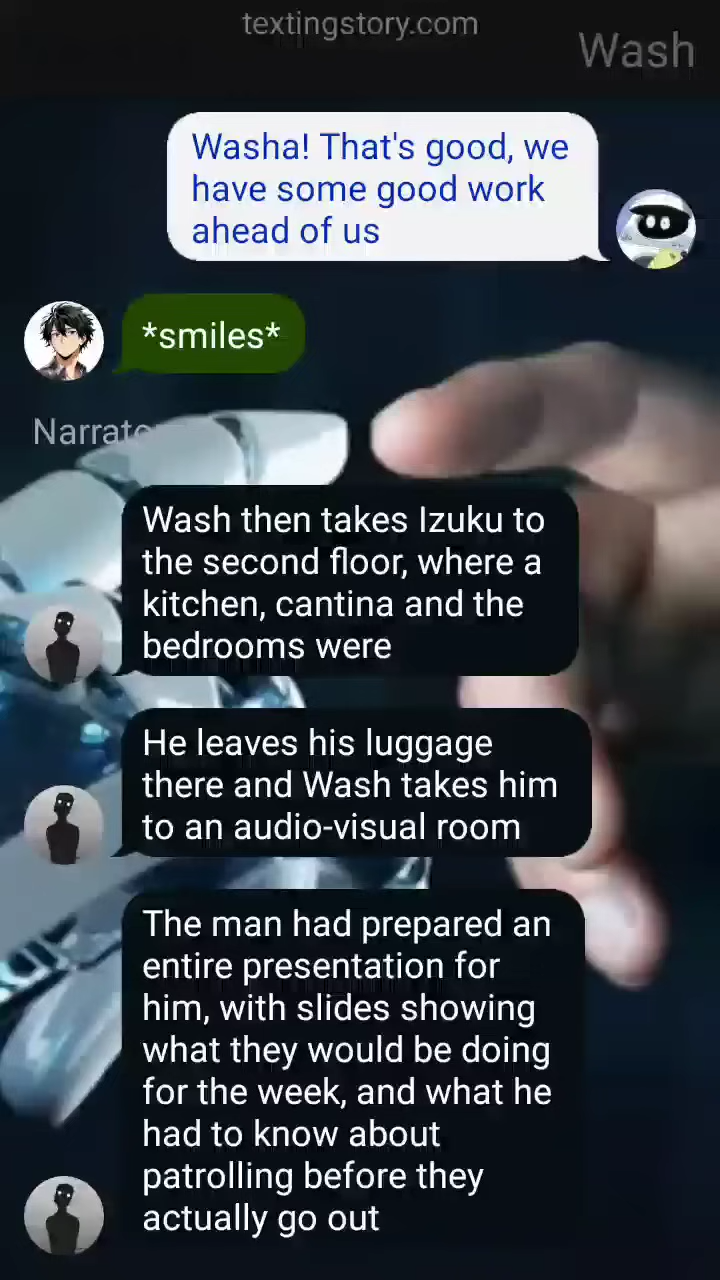 textingstory.com
Wash
Washa! That's good, we
have some good work
ahead of us
*smiles*
Narrator
Wash then takes Izuku to
the second floor, where a
kitchen, cantina and the
bedrooms were
He leaves his luggage
there and Wash takes him
to an audio-visual room
The man had prepared an
entire presentation for
him, with slides showing
what they would be doing
for the week, and what he
had to know about
patrolling before they
actually go out